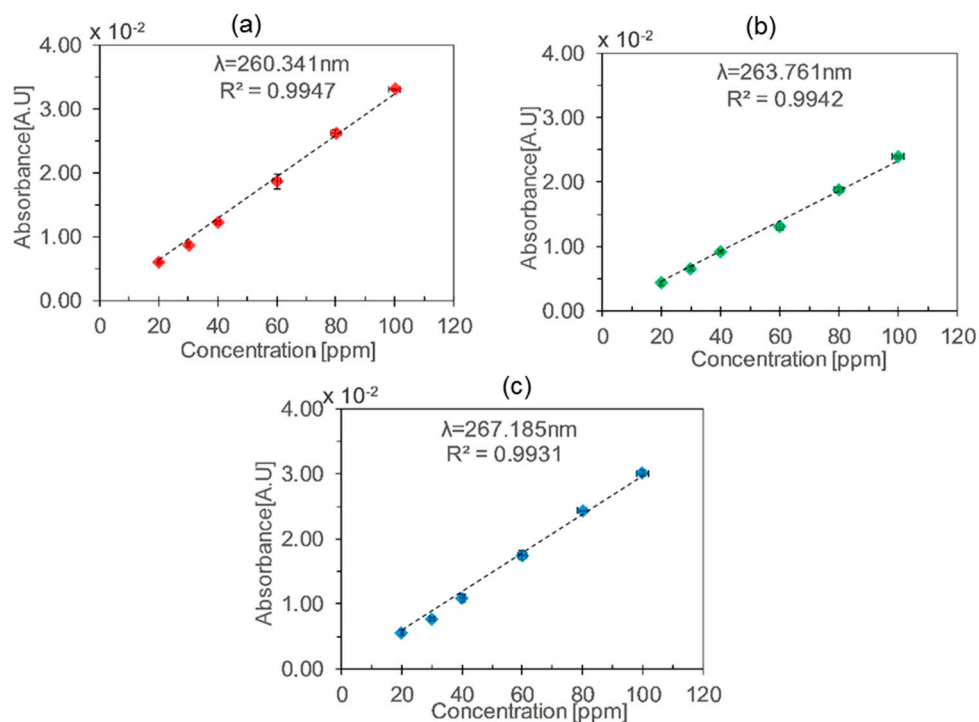 (a)
x 10-2
4.00
λ=260.341nm
R² = 0.9947
3.00
2.00
1.00
0.00
Absorbance[A.U]
0 20 40 60 80 100 120
Concentration [ppm]
(b)
x 10-2
4.00
λ=263.761nm
R² = 0.9942
3.00
2.00
1.00
0.00
Absorbance[A.U]
0 20 40 60 80 100 120
Concentration [ppm]
(c)
x 10-2
4.00
λ=267.185nm
R² = 0.9931
3.00
2.00
1.00
0.00
Absorbance[A.U]
0 20 40 60 80 100 120
Concentration [ppm]